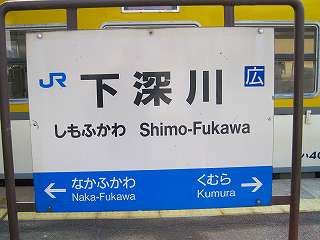 JR 下深川 広
しもふかわ Shimo-Fukawa
なかふかわ くむら
← Naka-Fukawa Kumura →
40